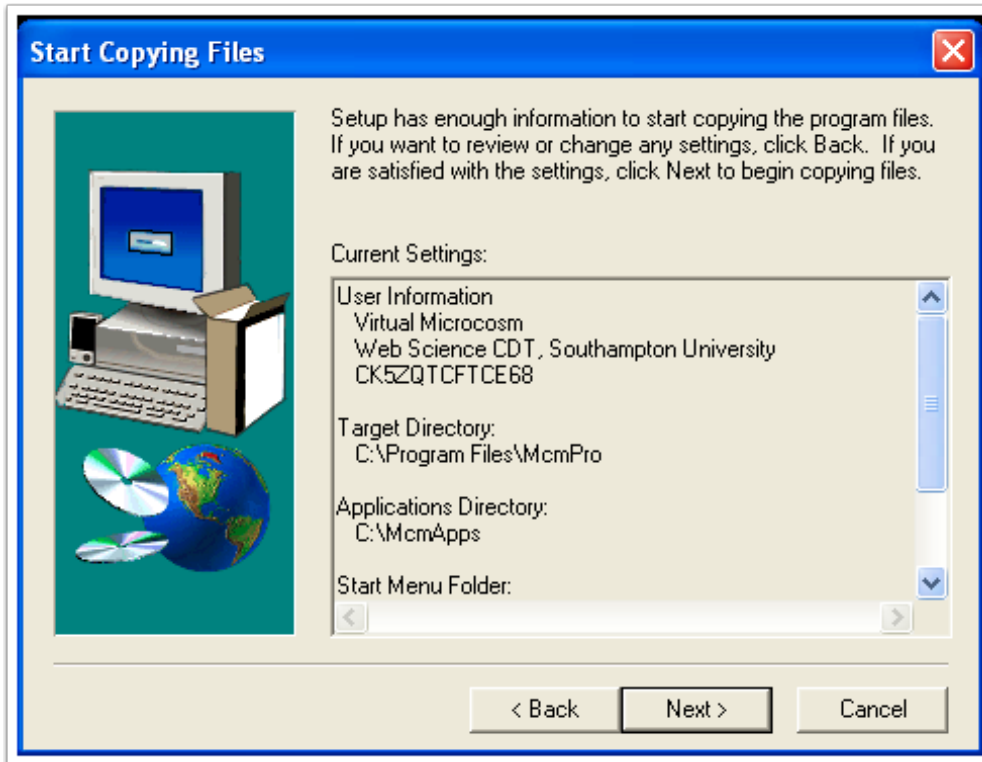 Start Copying Files
Setup has enough information to start copying the program files.
If you want to review or change any settings, click Back. If you
are satisfied with the settings, click Next to begin copying files.
Current Settings:
User Information
Virtual Microcosm
Web Science CDT, Southampton University
CK5ZQTCFTCE68
Target Directory:
C:\Program Files\McmPro
Applications Directory:
C:\McmApps
Start Menu Folder:
< Back
Next >
Cancel